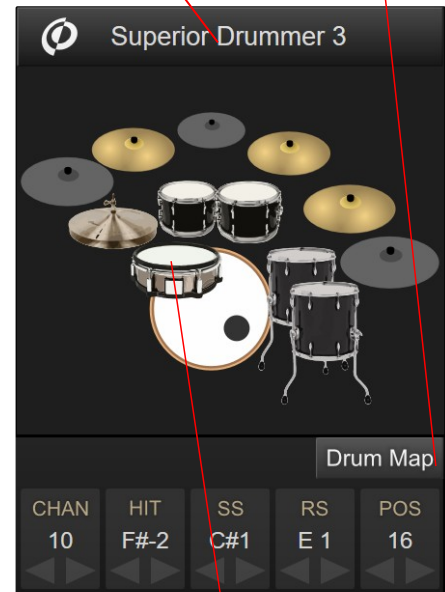 Superior Drummer 3
Drum Map
CHAN HIT SS RS POS
10 F#-2 C#1 E 1 16